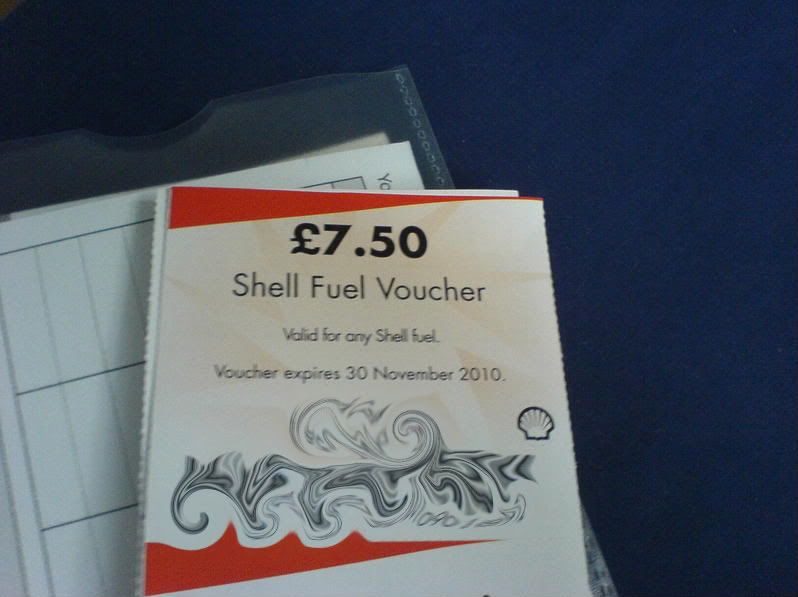 £7.50
Shell Fuel Voucher
Valid for any Shell fuel.
Voucher expires 30 November 2010.